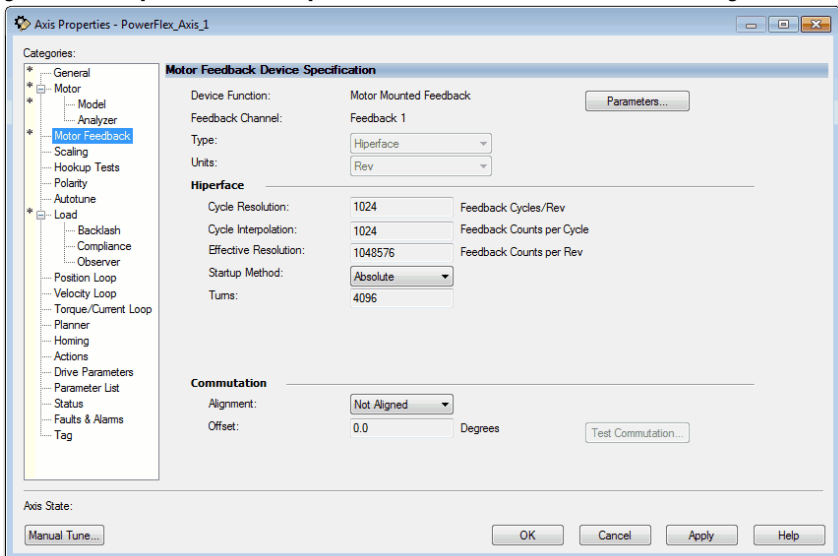 Axis Properties - PowerFlex_Axis_1
Categories:
* General
* Motor
* Model
Analyzer
* Motor Feedback
Scaling
Hookup Tests
Polarity
Autotune
* Load
Backlash
Compliance
Observer
Position Loop
Velocity Loop
Torque/Current Loop
Planner
Homing
Actions
Drive Parameters
Parameter List
Status
Faults & Alarms
Tag
Motor Feedback Device Specification
Device Function: Motor Mounted Feedback Parameters...
Feedback Channel: Feedback 1
Type: Hiperface
Units: Rev
Hiperface
Cycle Resolution: 1024 Feedback Cycles/Rev
Cycle Interpolation: 1024 Feedback Counts per Cycle
Effective Resolution: 1048576 Feedback Counts per Rev
Startup Method: Absolute
Turns: 4096
Commutation
Alignment: Not Aligned
Offset: 0.0 Degrees Test Commutation...
Axis State:
Manual Tune... OK Cancel Apply Help